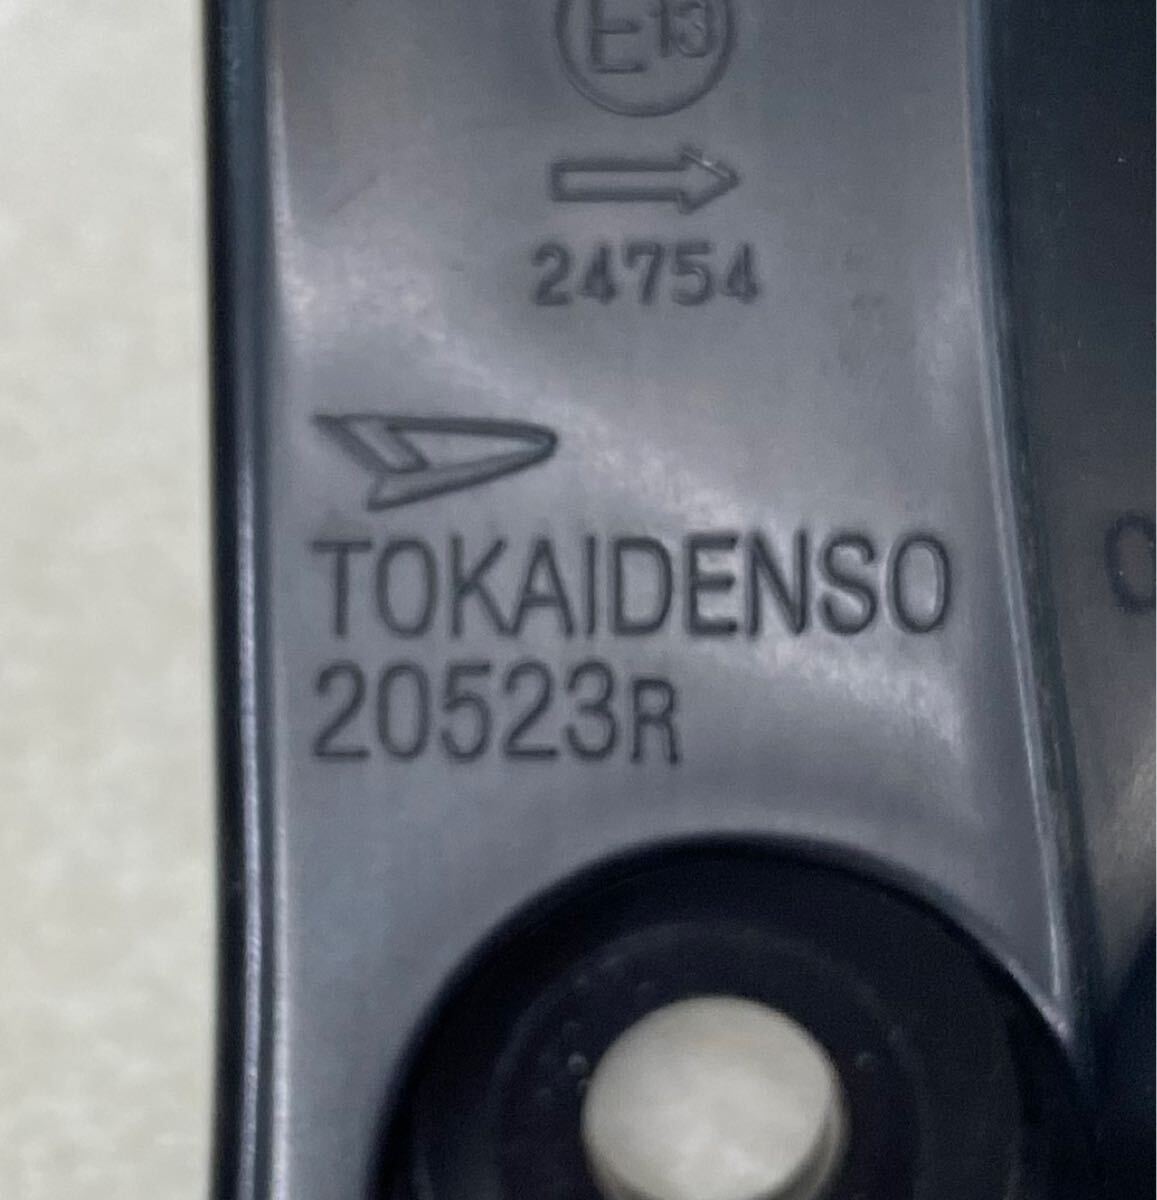 E13
24754
TOKAIDENSO
20523R